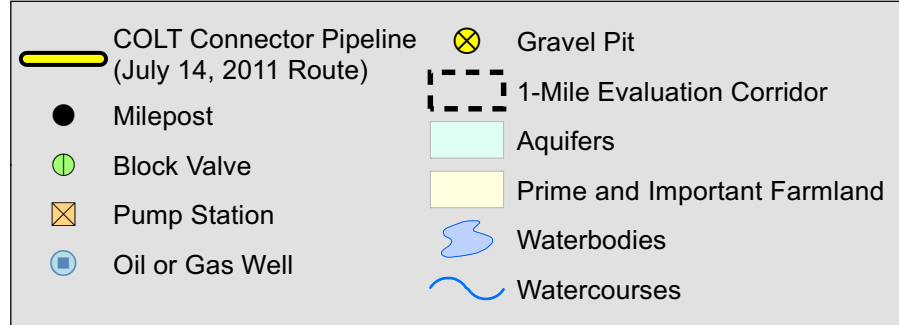 COLT Connector Pipeline
(July 14, 2011 Route)
Milepost
Block Valve
Pump Station
Oil or Gas Well
Gravel Pit
1-Mile Evaluation Corridor
Aquifers
Prime and Important Farmland
Waterbodies
Watercourses